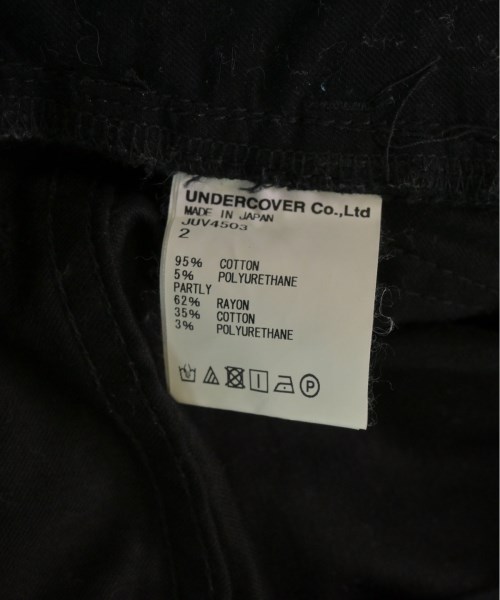 UNDERCOVER Co.,Ltd
MADE IN JAPAN
JUV4503
2
95% COTTON
5% POLYURETHANE
PARTLY
62% RAYON
35% COTTON
3% POLYURETHANE
P